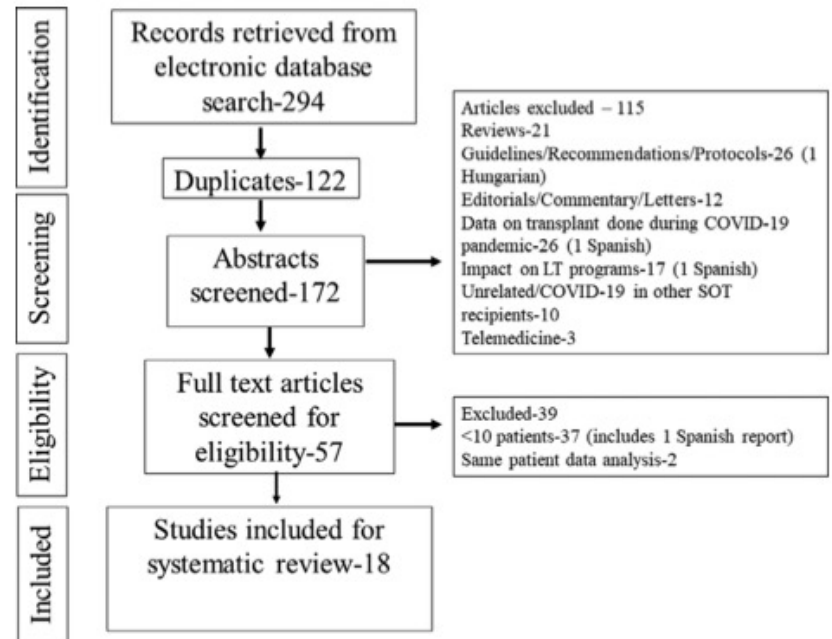 Identification
Records retrieved from
electronic database
search-294
Duplicates-122
Screening
Abstracts
screened-172
Articles excluded – 115
Reviews-21
Guidelines/Recommendations/Protocols-26 (1
Hungarian)
Editorials/Commentary/Letters-12
Data on transplant done during COVID-19
pandemic-26 (1 Spanish)
Impact on LT programs-17 (1 Spanish)
Unrelated/COVID-19 in other SOT
recipients-10
Telemedicine-3
Eligibility
Full text articles
screened for
eligibility-57
Excluded-39
<10 patients-37 (includes 1 Spanish report)
Same patient data analysis-2
Included
Studies included for
systematic review-18